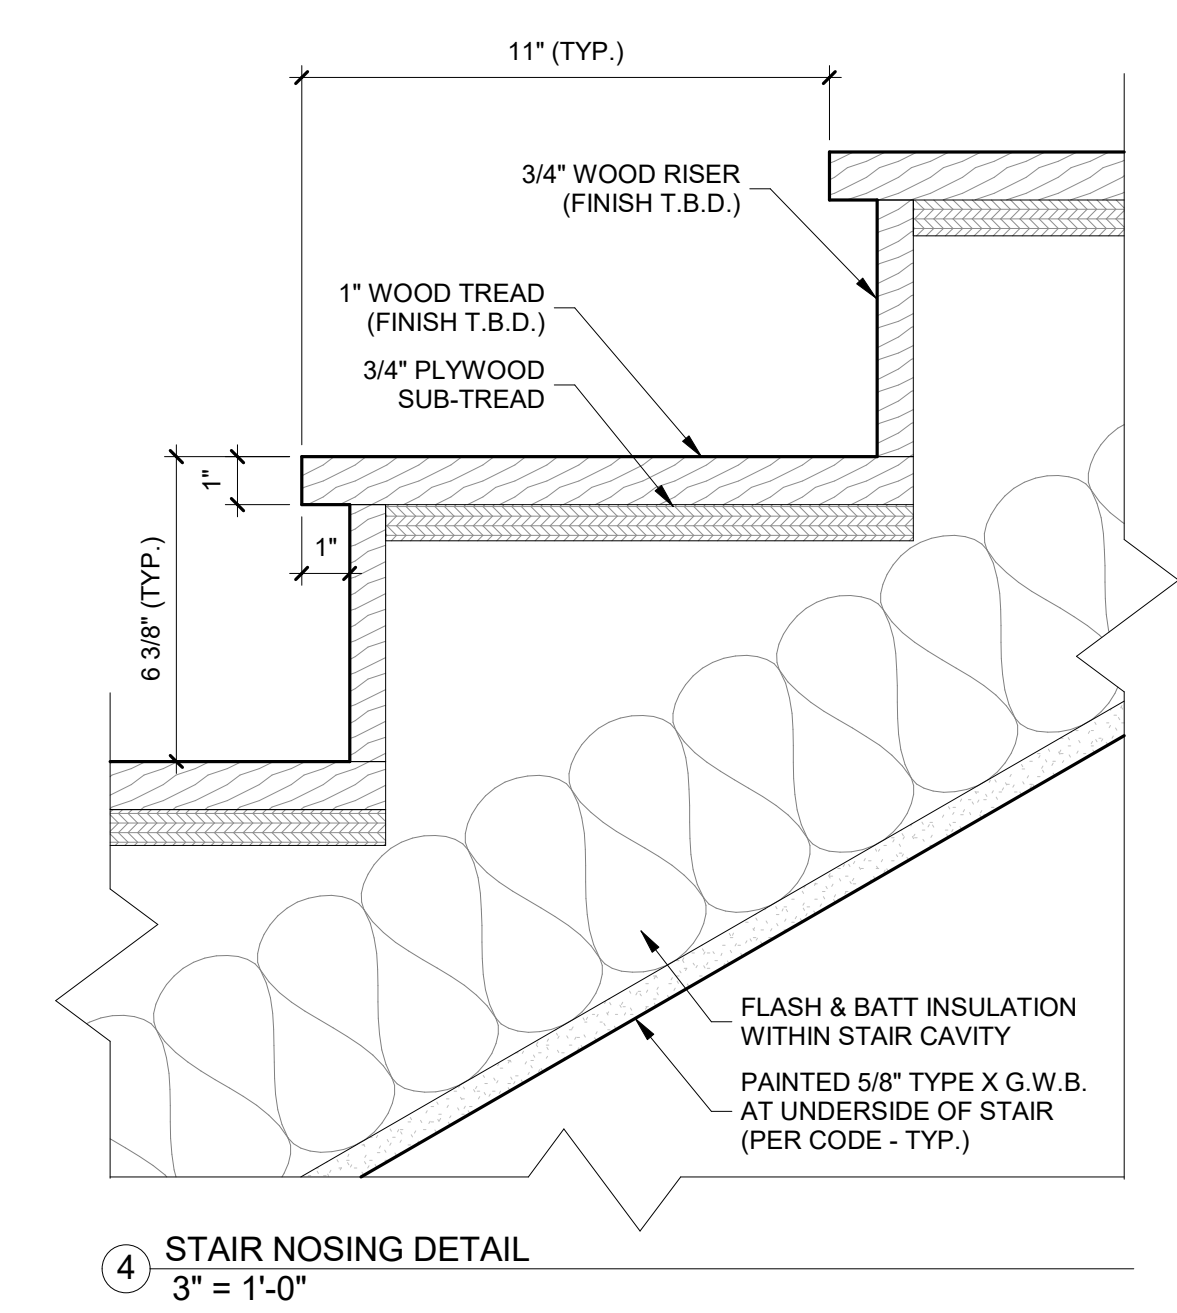 11" (TYP.)
3/4" WOOD RISER
(FINISH T.B.D.)
1" WOOD TREAD
(FINISH T.B.D.)
3/4" PLYWOOD
SUB-TREAD
1"
1"
6 3/8" (TYP.)
FLASH & BATT INSULATION
WITHIN STAIR CAVITY
PAINTED 5/8" TYPE X G.W.B.
AT UNDERSIDE OF STAIR
(PER CODE - TYP.)
4
STAIR NOSING DETAIL
3" = 1'-0"